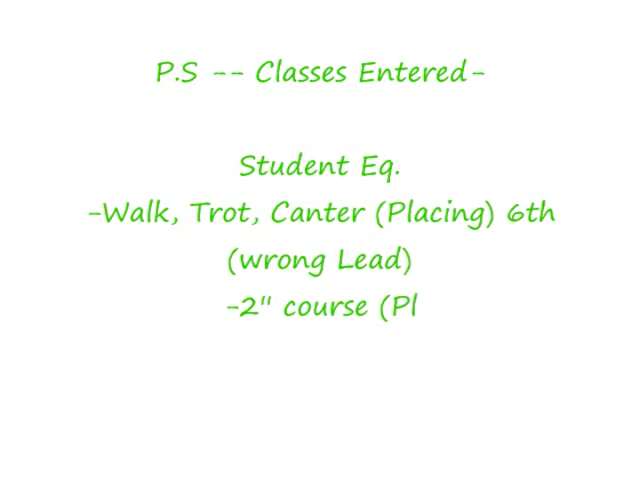 P.S -- Classes Entered-
Student Eq.
-Walk, Trot, Canter (Placing) 6th
(wrong Lead)
-2" course (Pl